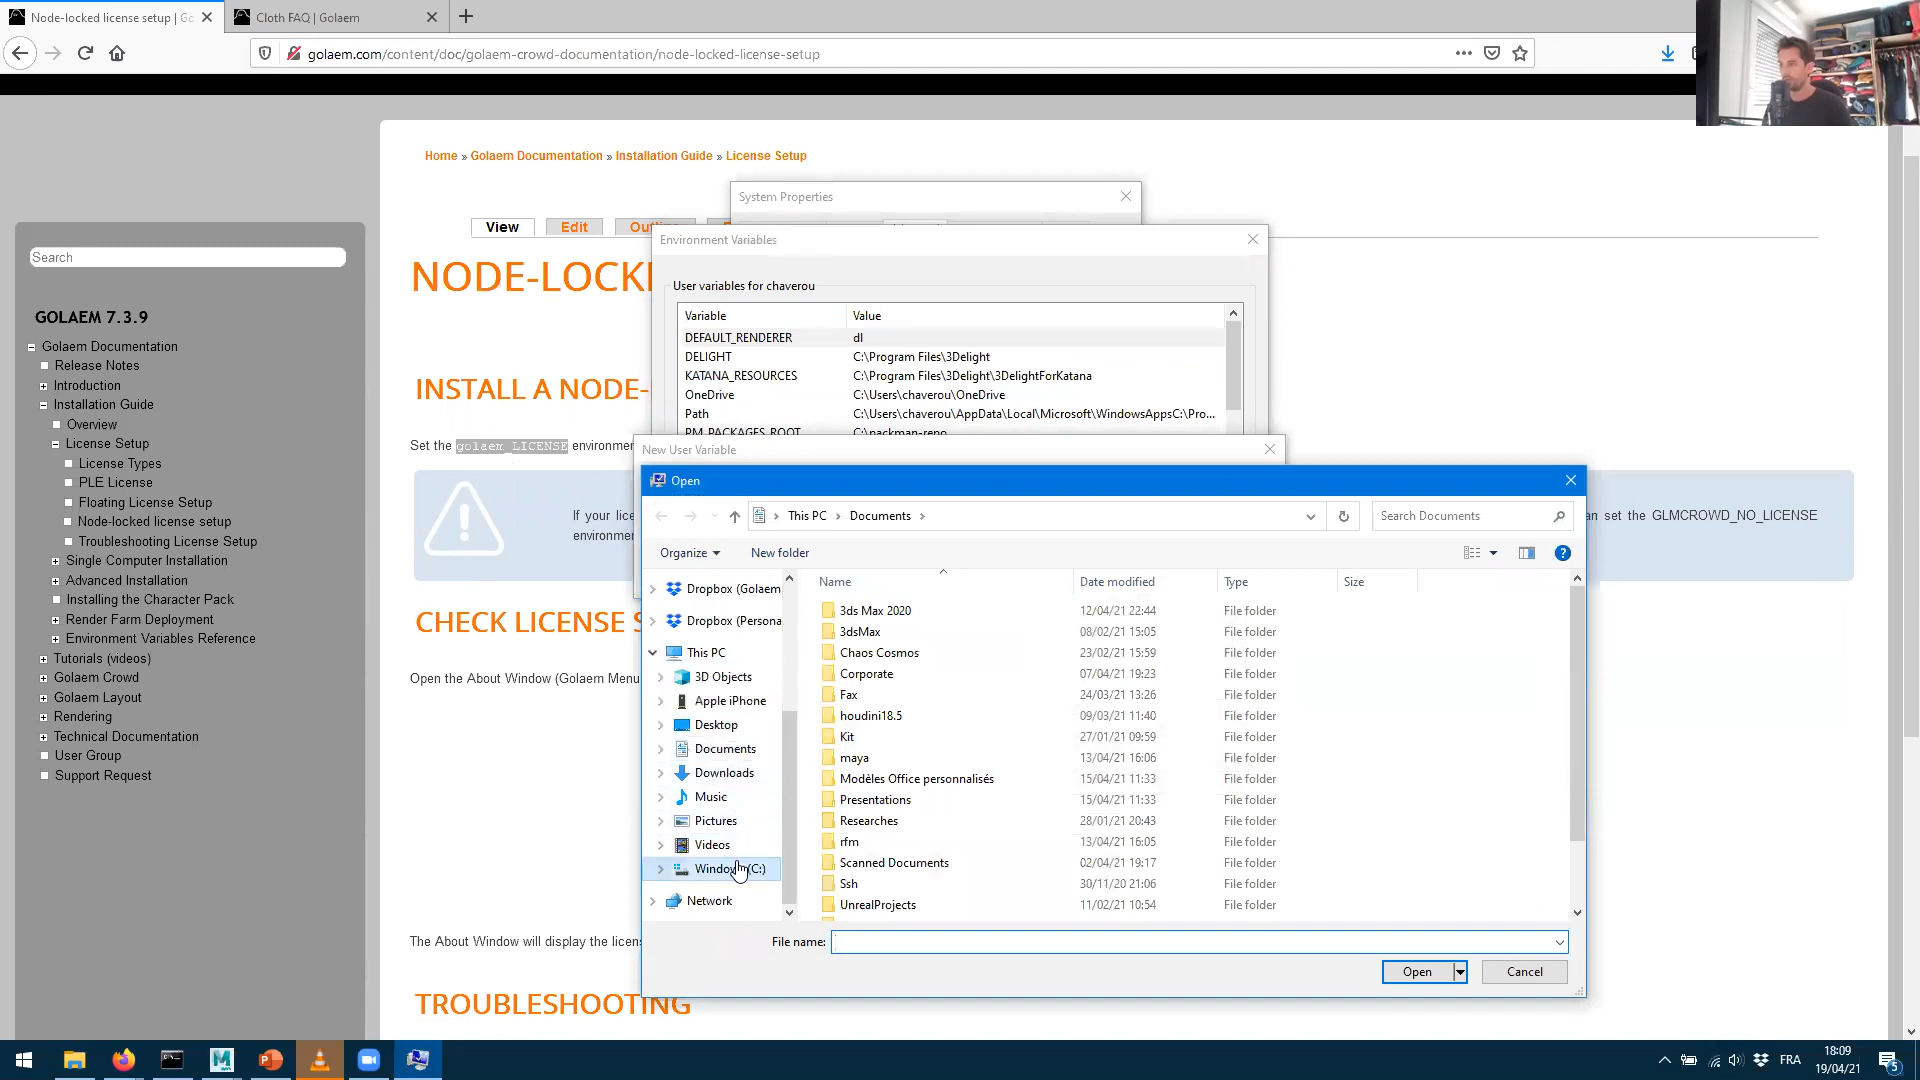 Node-locked license setup | Go
Cloth FAQ | Golaem
golaem.com/content/doc/golaem-crowd-documentation/node-locked-license-setup
Home » Golaem Documentation » Installation Guide » License Setup
System Properties
View
Edit
Environment Variables
Search
NODE-LOCK
User variables for chaverou
GOLAEM 7.3.9
Variable
Value
DEFAULT_RENDERER
dl
DELIGHT
C:\Program Files\3Delight
KATANA_RESOURCES
C:\Program Files\3Delight\3DelightForKatana
OneDrive
C:\Users\chaverou\OneDrive
Path
C:\Users\chaverou\AppData\Local\Microsoft\WindowsApps;C:\Pro...
PM_PACKAGES_ROOT
C:\packman-repo
Golaem Documentation
Release Notes
Introduction
Installation Guide
Overview
License Setup
License Types
PLE License
Floating License Setup
Node-locked license setup
Troubleshooting License Setup
Single Computer Installation
Advanced Installation
Installing the Character Pack
Render Farm Deployment
Environment Variables Reference
Tutorials (videos)
Golaem Crowd
Golaem Layout
Rendering
Technical Documentation
User Group
Support Request
INSTALL A NODE-
Set the golaem_LICENSE environmen
New User Variable
If your lice
environme
an set the GLMCROWD_NO_LICENSE
CHECK LICENSE S
Open the About Window (Golaem Menu
The About Window will display the licen
TROUBLESHOOTING
Open
This PC
Documents
Search Documents
Organize
New folder
Dropbox (Golaem
Dropbox (Persona
This PC
3D Objects
Apple iPhone
Desktop
Documents
Downloads
Music
Pictures
Videos
(C:)
Network
Name
Date modified
Type
Size
3ds Max 2020 12/04/21 22:44 File folder
3dsMax 08/02/21 15:05 File folder
Chaos Cosmos 23/02/21 15:59 File folder
Corporate 07/04/21 19:23 File folder
Fax 24/03/21 13:26 File folder
houdini18.5 09/03/21 11:40 File folder
Kit 27/01/21 09:59 File folder
maya 13/04/21 16:06 File folder
Modèles Office personnalisés 15/04/21 11:33 File folder
Presentations 15/04/21 11:33 File folder
Researches 28/01/21 20:43 File folder
rfm 13/04/21 16:05 File folder
Scanned Documents 02/04/21 19:17 File folder
Ssh 30/11/20 21:06 File folder
UnrealProjects 11/02/21 10:54 File folder
File name:
Open
Cancel
FRA
18:09
19/04/21
5